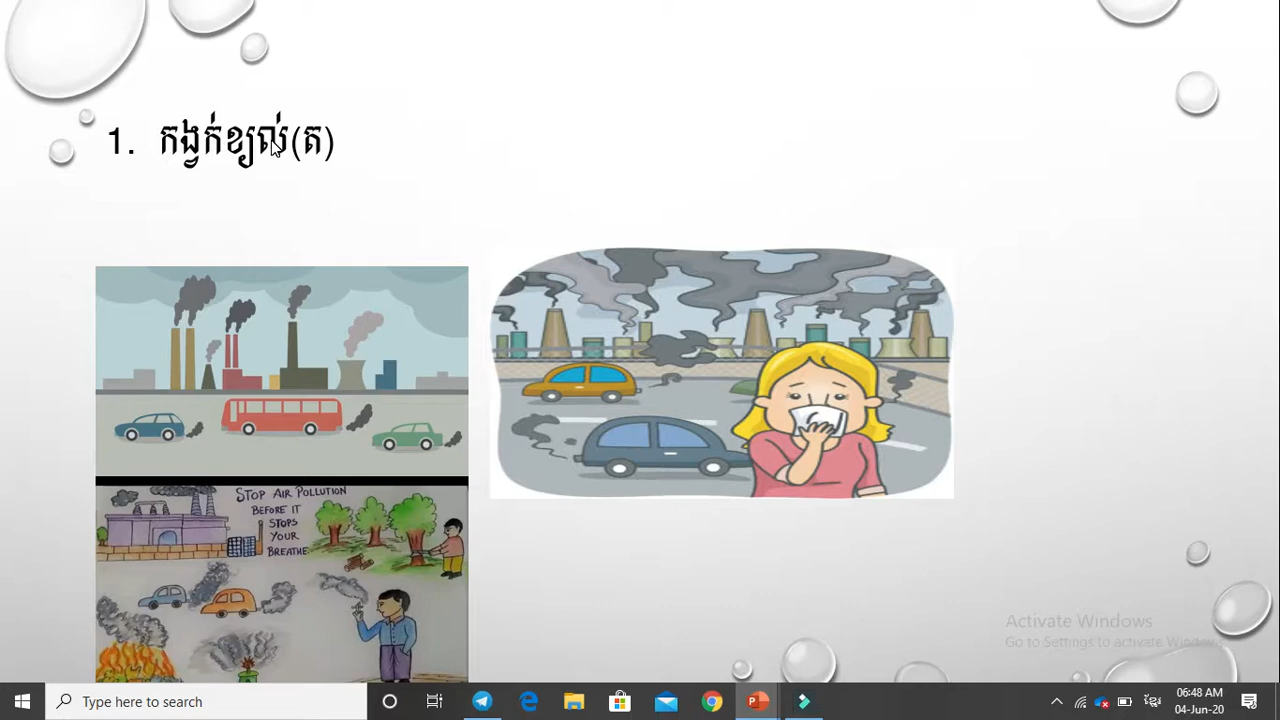 1. កង្វក់ខ្យល់(ត)
STOP AIR POLLUTION
BEFORE IT
STOPS
YOUR
BREATHE
Activate Windows
Go to Settings to activate Windows.
Type here to search
06:48 AM
04-Jun-20